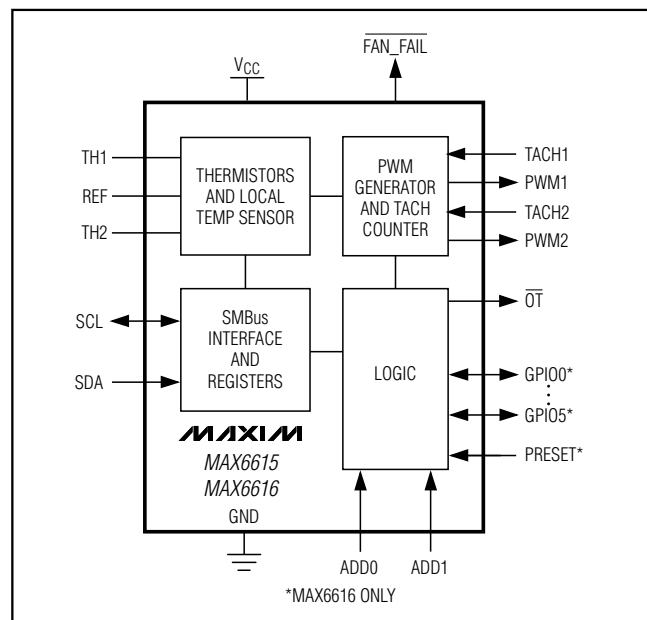 FAN_FAIL
VCC
TH1
REF
TH2
THERMISTORS
AND LOCAL
TEMP SENSOR
PWM
GENERATOR
AND TACH
COUNTER
TACH1
PWM1
TACH2
PWM2
SCL
SDA
SMBus
INTERFACE
AND
REGISTERS
LOGIC
OT
GPIO0*
GPIO5*
PRESET*
MAXIM
MAX6615
MAX6616
GND
ADD0
ADD1
*MAX6616 ONLY